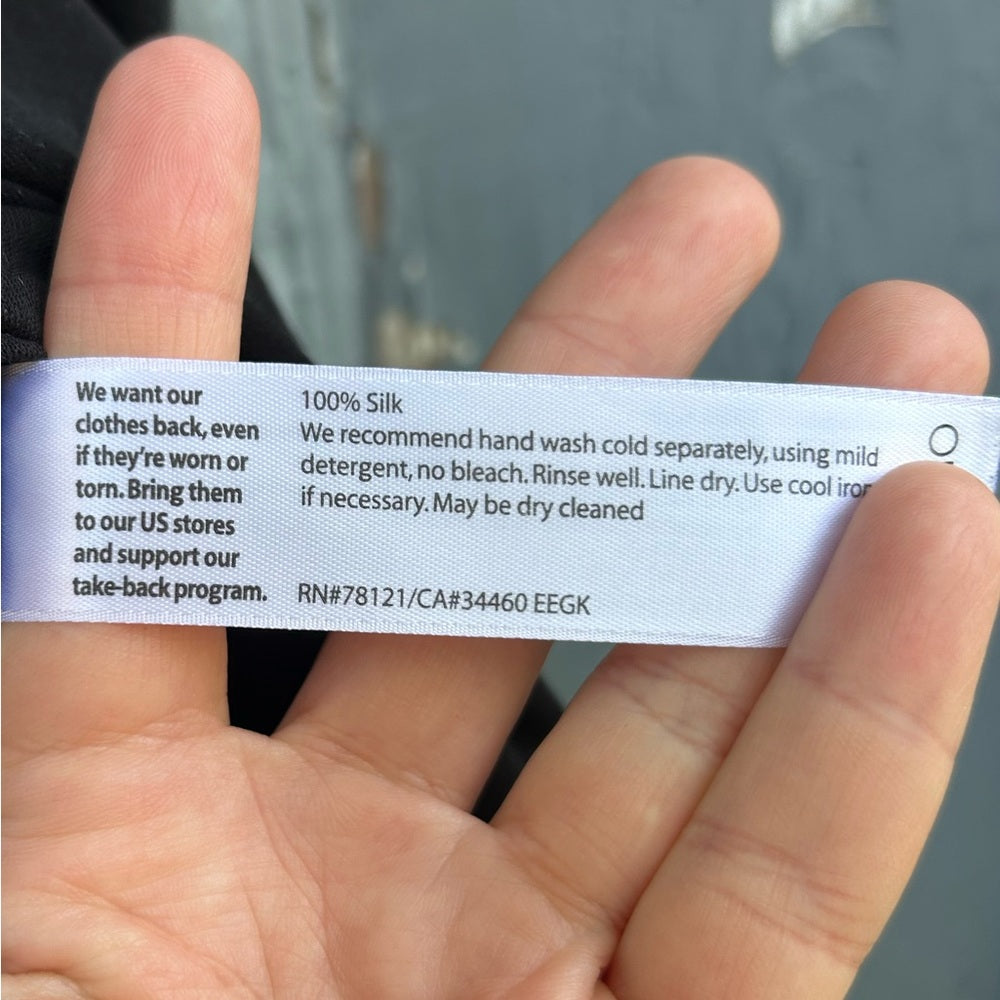 We want our
clothes back, even
if they're worn or
torn. Bring them
to our US stores
and support our
take-back program.
100% Silk
We recommend hand wash cold separately, using mild
detergent, no bleach. Rinse well. Line dry. Use cool iron
if necessary. May be dry cleaned
RN#78121/CA#34460 EEGK